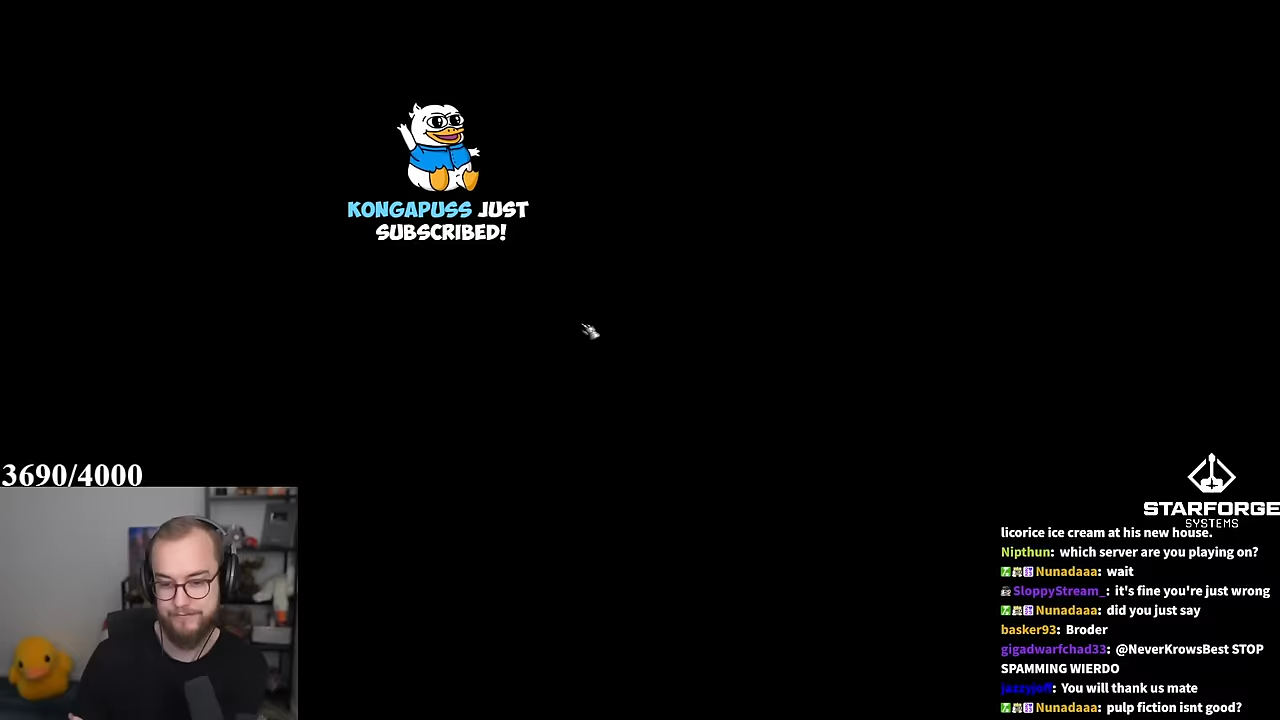 KONGAPUSS JUST
SUBSCRIBED!
3690/4000
STARFORGE
SYSTEMS
licorice ice cream at his new house.
Nipthun: which server are you playing on?
Nunadaaa: wait
SloppyStream_: it's fine you're just wrong
Nunadaaa: did you just say
basker93: Broder
gigadwarfchad33: @NeverKrowsBest STOP
SPAMMING WIERDO
jazzyjoff: You will thank us mate
Nunadaaa: pulp fiction isnt good?